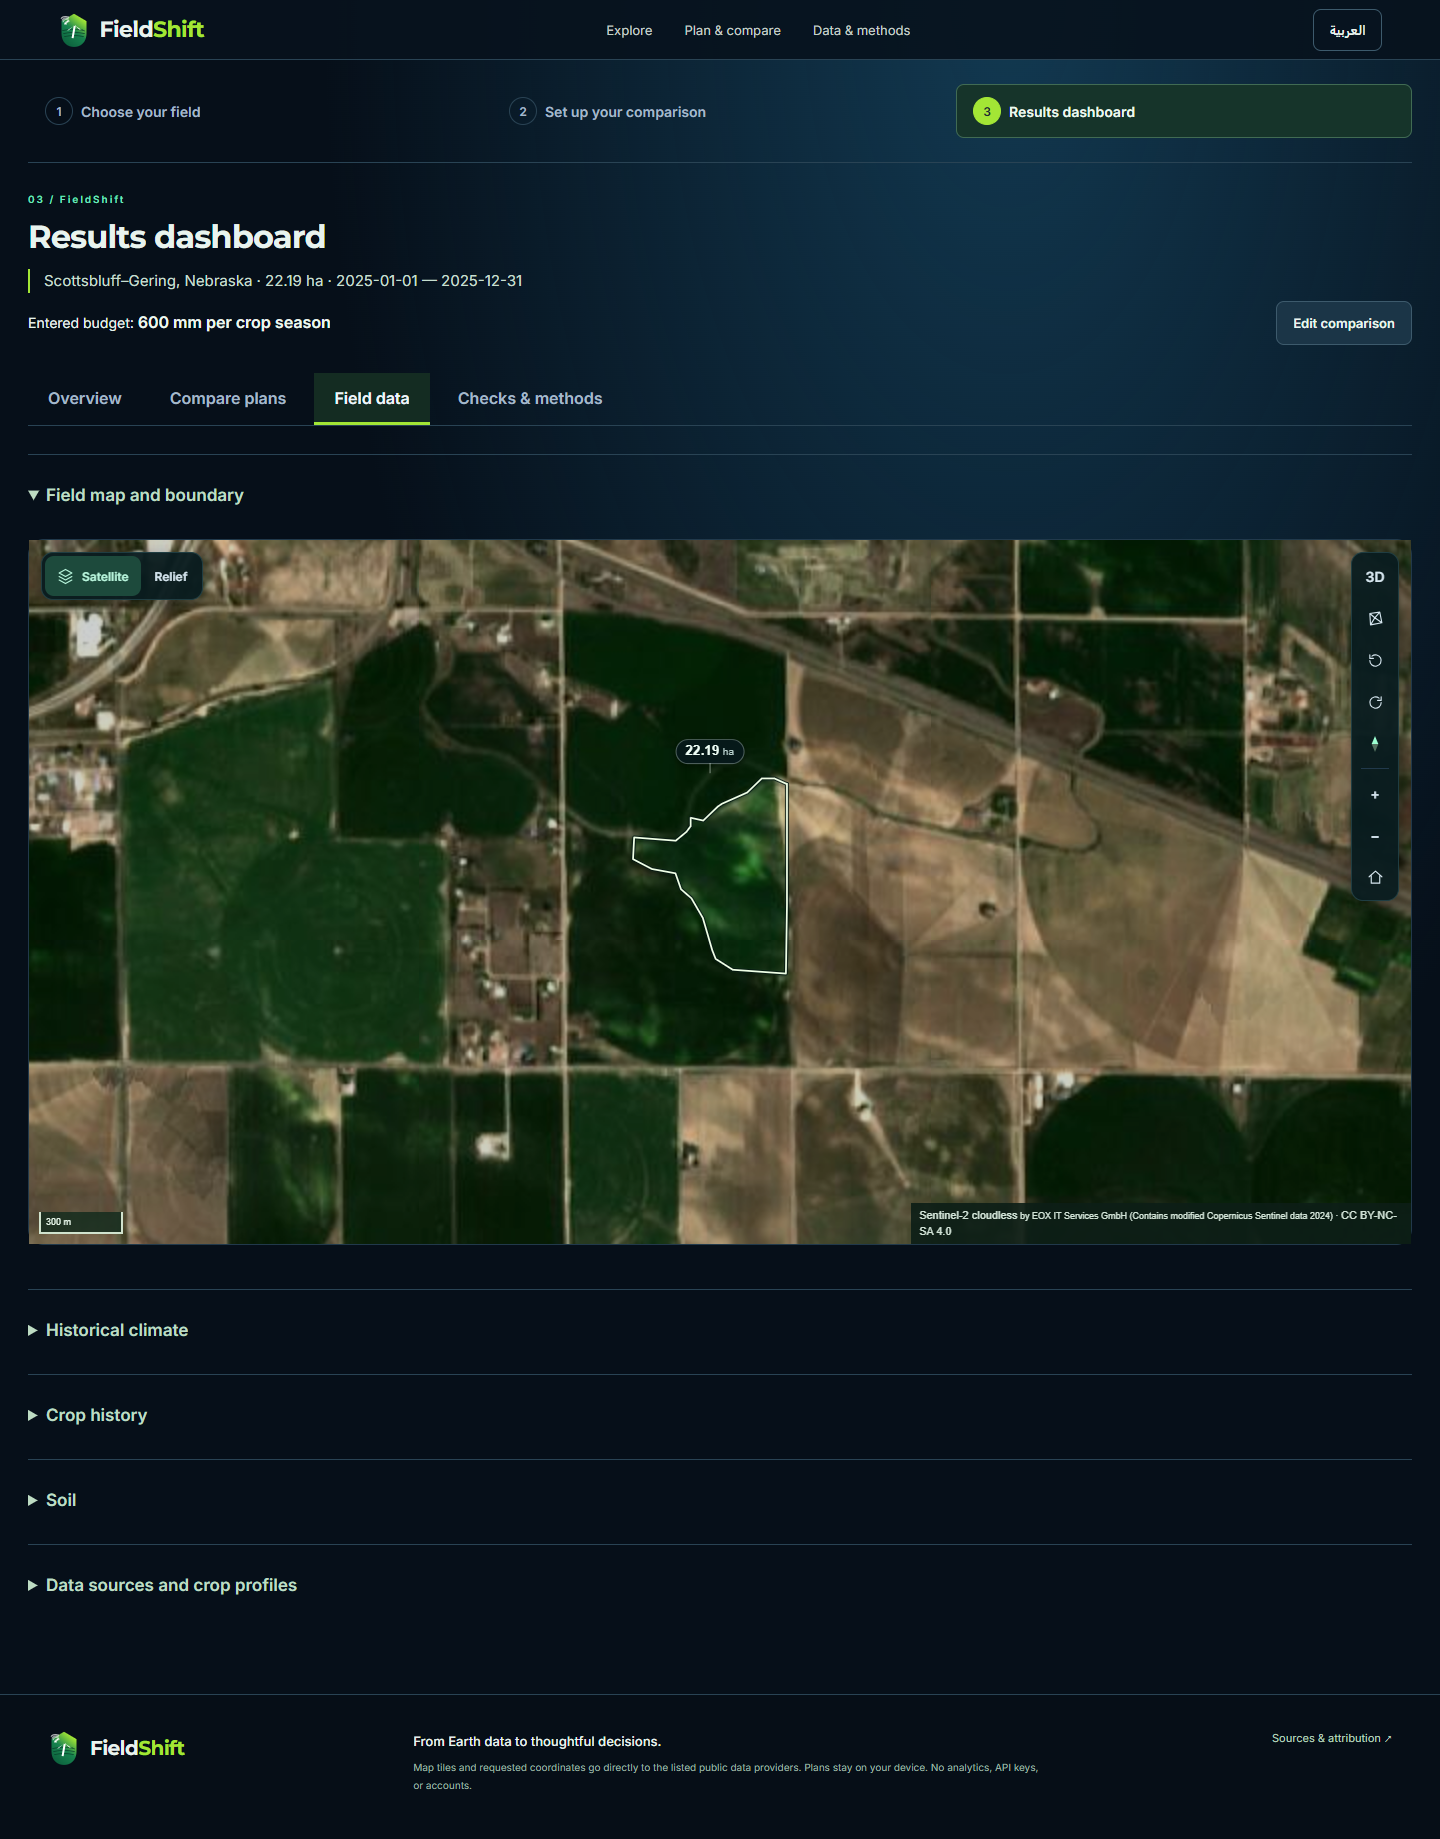 FieldShift
Explore
Plan & compare
Data & methods
العربية
1 Choose your field
2 Set up your comparison
3 Results dashboard
03 / FieldShift
Results dashboard
Scottsbluff–Gering, Nebraska · 22.19 ha · 2025-01-01 — 2025-12-31
Entered budget: 600 mm per crop season
Edit comparison
Overview
Compare plans
Field data
Checks & methods
Field map and boundary
Satellite
Relief
3D
22.19 ha
+
−
300 m
Sentinel-2 cloudless by EOX IT Services GmbH (Contains modified Copernicus Sentinel data 2024) · CC BY-NC-
SA 4.0
Historical climate
Crop history
Soil
Data sources and crop profiles
FieldShift
From Earth data to thoughtful decisions.
Map tiles and requested coordinates go directly to the listed public data providers. Plans stay on your device. No analytics, API keys,
or accounts.
Sources & attribution ↗